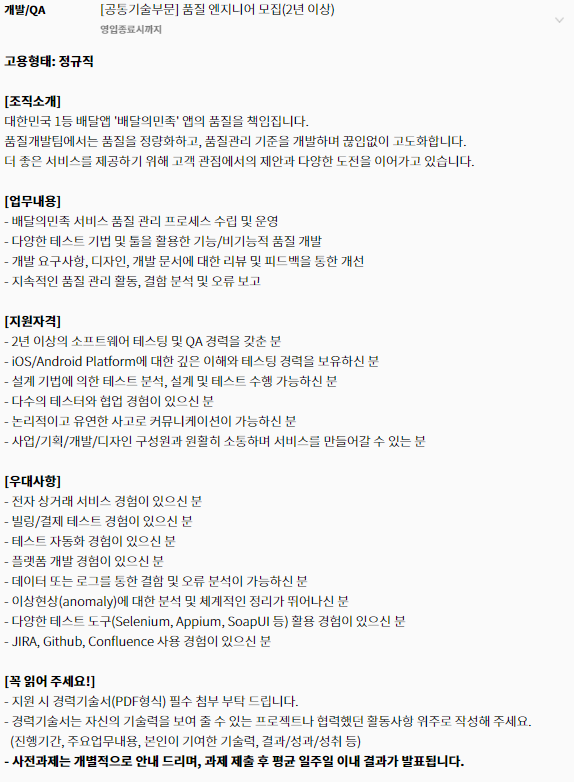 개발/QA
[공통기술부문] 품질 엔지니어 모집(2년 이상)
영업종료시까지
고용형태: 정규직
[조직소개]
대한민국 1등 배달앱 '배달의민족' 앱의 품질을 책임집니다.
품질개발팀에서는 품질을 정량화하고, 품질관리 기준을 개발하며 끊임없이 고도화합니다.
더 좋은 서비스를 제공하기 위해 고객 관점에서의 제안과 다양한 도전을 이어가고 있습니다.
[업무내용]
- 배달의민족 서비스 품질 관리 프로세스 수립 및 운영
- 다양한 테스트 기법 및 툴을 활용한 기능/비기능적 품질 개발
- 개발 요구사항, 디자인, 개발 문서에 대한 리뷰 및 피드백을 통한 개선
- 지속적인 품질 관리 활동, 결함 분석 및 오류 보고
[지원자격]
- 2년 이상의 소프트웨어 테스팅 및 QA 경력을 갖춘 분
- iOS/Android Platform에 대한 깊은 이해와 테스팅 경력을 보유하신 분
- 설계 기법에 의한 테스트 분석, 설계 및 테스트 수행 가능하신 분
- 다수의 테스터와 협업 경험이 있으신 분
- 논리적이고 유연한 사고로 커뮤니케이션이 가능하신 분
- 사업/기획/개발/디자인 구성원과 원활히 소통하며 서비스를 만들어갈 수 있는 분
[우대사항]
- 전자 상거래 서비스 경험이 있으신 분
- 빌링/결제 테스트 경험이 있으신 분
- 테스트 자동화 경험이 있으신 분
- 플랫폼 개발 경험이 있으신 분
- 데이터 또는 로그를 통한 결함 및 오류 분석이 가능하신 분
- 이상현상(anomaly)에 대한 분석 및 체계적인 정리가 뛰어나신 분
- 다양한 테스트 도구(Selenium, Appium, SoapUI 등) 활용 경험이 있으신 분
- JIRA, Github, Confluence 사용 경험이 있으신 분
[꼭 읽어 주세요!]
- 지원 시 경력기술서(PDF형식) 필수 첨부 부탁 드립니다.
- 경력기술서는 자신의 기술력을 보여 줄 수 있는 프로젝트나 협력했던 활동사항 위주로 작성해 주세요.
(진행기간, 주요업무내용, 본인이 기여한 기술력, 결과/성과/성취 등)
- 사전과제는 개별적으로 안내 드리며, 과제 제출 후 평균 일주일 이내 결과가 발표됩니다.